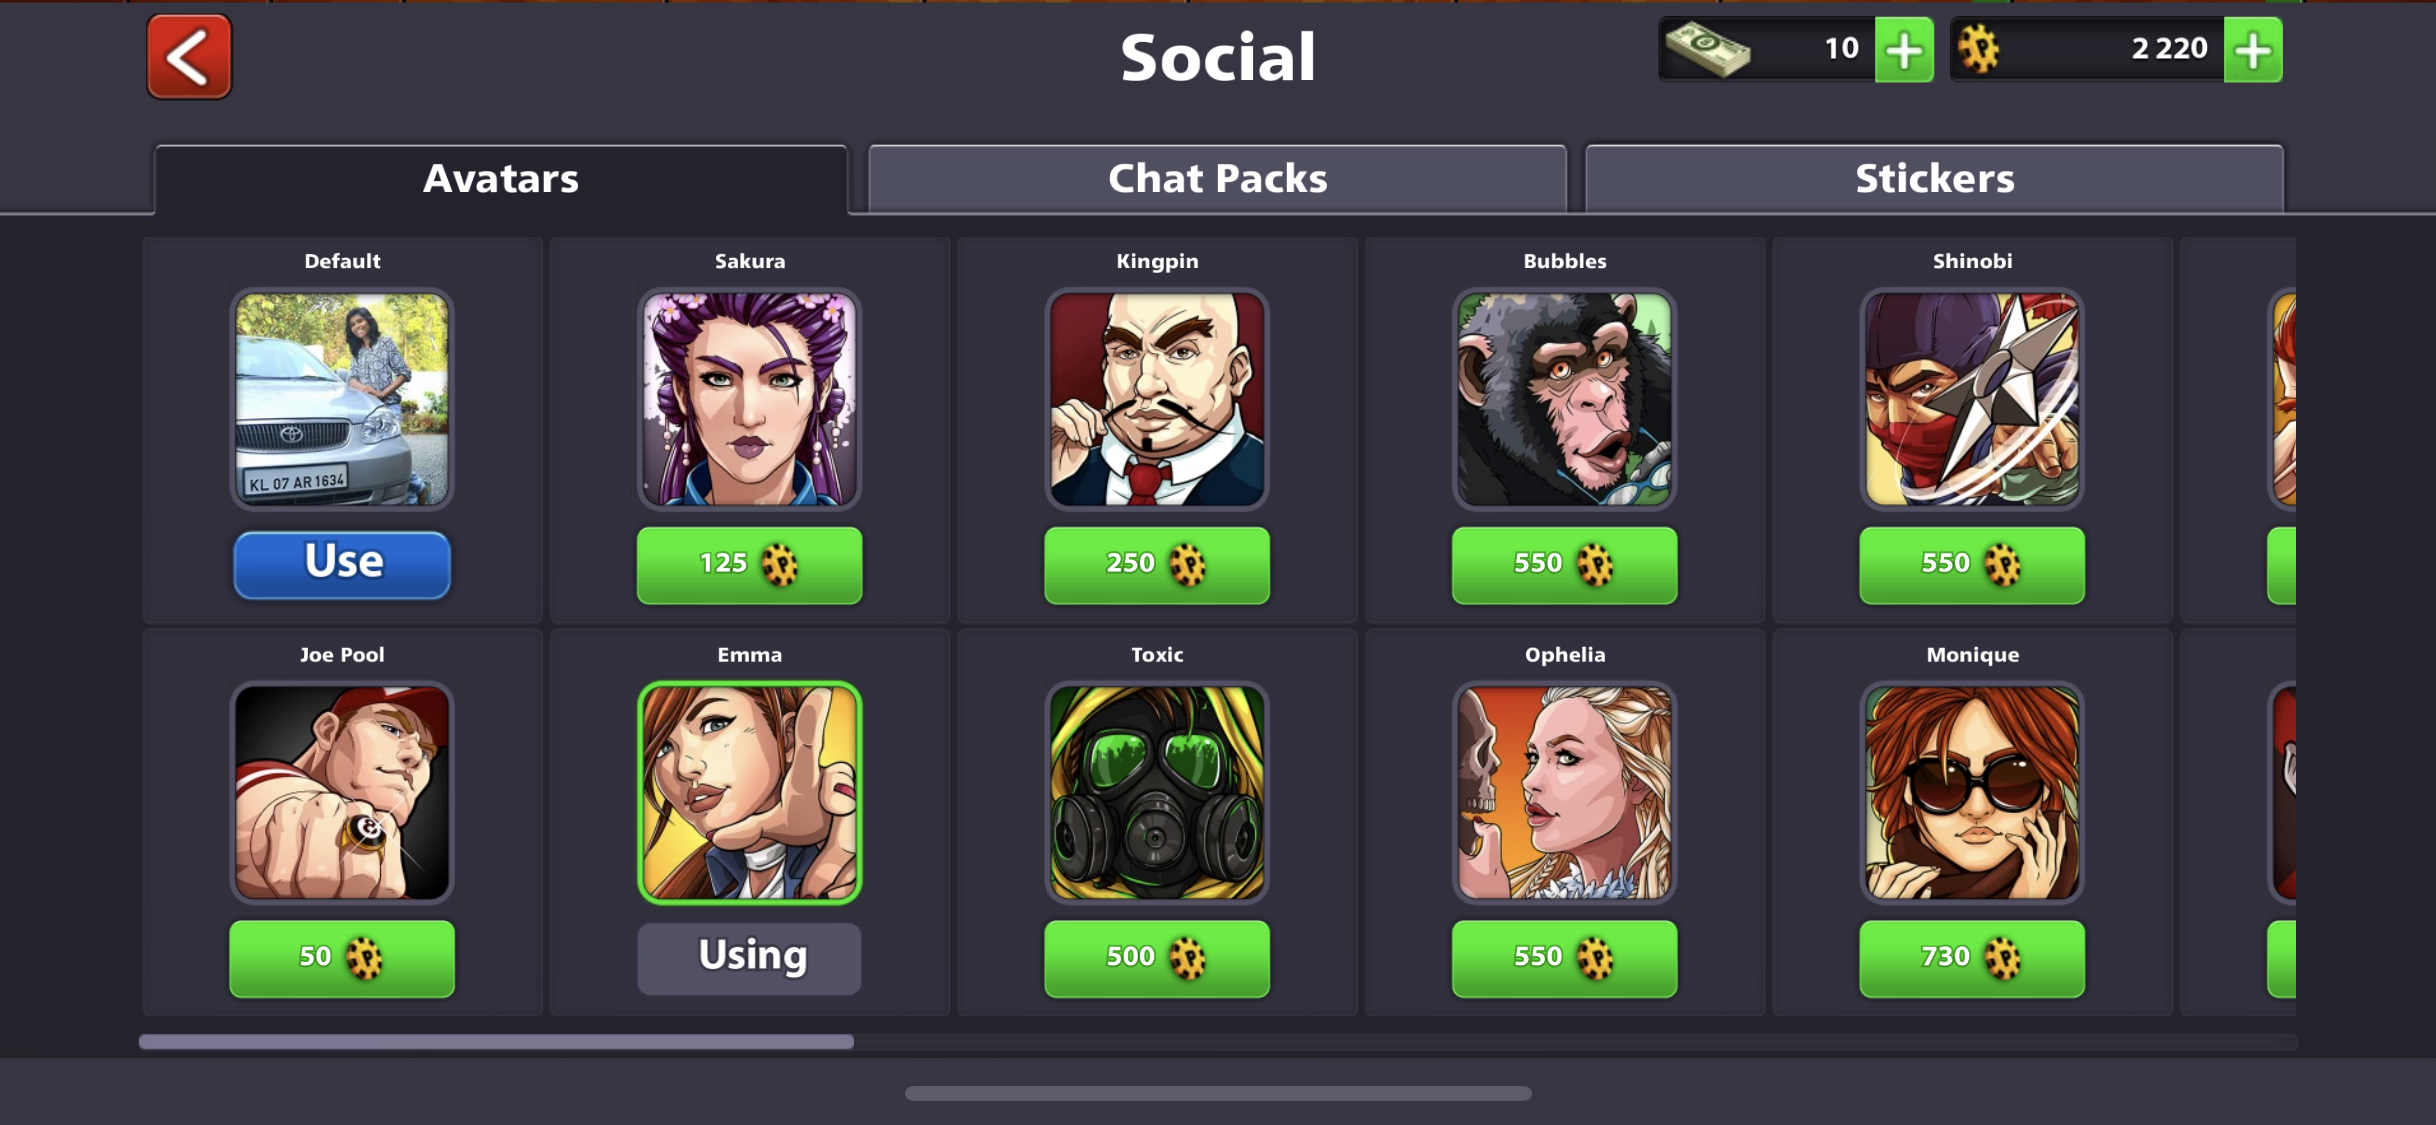 Social
10
2 220
Avatars
Chat Packs
Stickers
Default
Sakura
Kingpin
Bubbles
Shinobi
KL 07 AR 1634
Use
125
250
550
550
Joe Pool
Emma
Toxic
Ophelia
Monique
50
Using
500
550
730